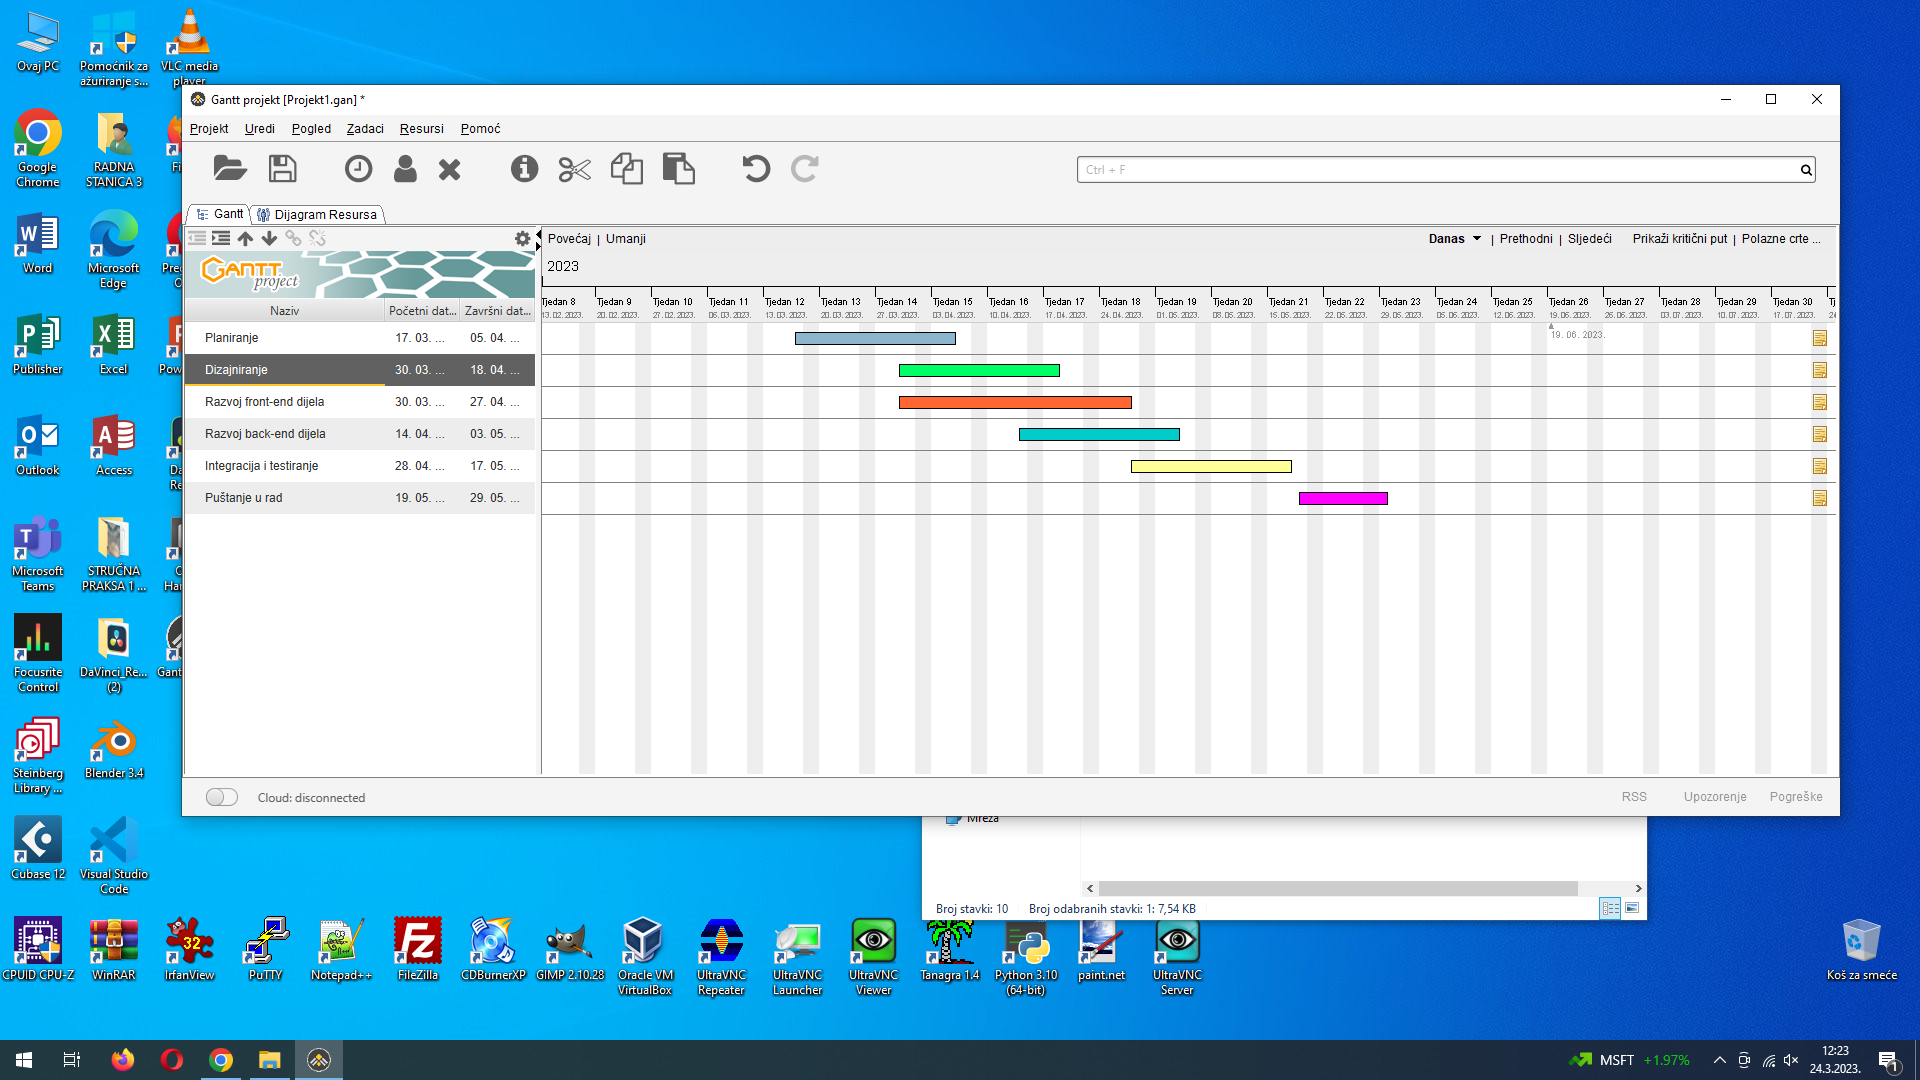 Ovaj PC
Pomoćnik za
ažuriranje s...
VLC media
player
Google
Chrome
RADNA
STANICA 3
Fi
Word
Microsoft
Edge
Pred
O
Publisher
Excel
Pow
Outlook
Access
Da
Re
Microsoft
Teams
STRUČNA
PRAKSA 1 ...
C
Han
Focusrite
Control
DaVinci_Re...
(2)
Gant
Steinberg
Library ...
Blender 3.4
Cubase 12
Visual Studio
Code
Gantt projekt [Projekt1.gan] *
Projekt Uredi Pogled Zadaci Resursi Pomoć
Ctrl + F
Gantt Dijagram Resursa
Povećaj | Umanji
Danas | Prethodni | Sljedeći Prikaži kritični put | Polazne crte ...
GANTT
project
2023
Tjedan 8 Tjedan 9 Tjedan 10 Tjedan 11 Tjedan 12 Tjedan 13 Tjedan 14 Tjedan 15 Tjedan 16 Tjedan 17 Tjedan 18 Tjedan 19 Tjedan 20 Tjedan 21 Tjedan 22 Tjedan 23 Tjedan 24 Tjedan 25 Tjedan 26 Tjedan 27 Tjedan 28 Tjedan 29 Tjedan 30 Tj
13. 02. 2023. 20. 02. 2023. 27. 02. 2023. 06. 03. 2023. 13. 03. 2023. 20. 03. 2023. 27. 03. 2023. 03. 04. 2023. 10. 04. 2023. 17. 04. 2023. 24. 04. 2023. 01. 05. 2023. 08. 05. 2023. 15. 05. 2023. 22. 05. 2023. 29. 05. 2023. 05. 06. 2023. 12. 06. 2023. 19. 06. 2023. 26. 06. 2023. 03. 07. 2023. 10. 07. 2023. 17. 07. 2023. 24
19. 06. 2023.
Naziv Početni dat... Završni dat...
Planiranje 17. 03. ... 05. 04. ...
Dizajniranje 30. 03. ... 18. 04. ...
Razvoj front-end dijela 30. 03. ... 27. 04. ...
Razvoj back-end dijela 14. 04. ... 03. 05. ...
Integracija i testiranje 28. 04. ... 17. 05. ...
Puštanje u rad 19. 05. ... 29. 05. ...
Cloud: disconnected
RSS Upozorenje Pogreške
Mreža
Broj stavki: 10 Broj odabranih stavki: 1: 7,54 KB
CPUID CPU-Z
WinRAR
32
IrfanView
PuTTY
Notepad++
FileZilla
CDBurnerXP
GIMP 2.10.28
Oracle VM
VirtualBox
UltraVNC
Repeater
UltraVNC
Launcher
UltraVNC
Viewer
Tanagra 1.4
Python 3.10
(64-bit)
paint.net
UltraVNC
Server
Koš za smeće
MSFT +1.97%
12:23
24.3.2023.
1